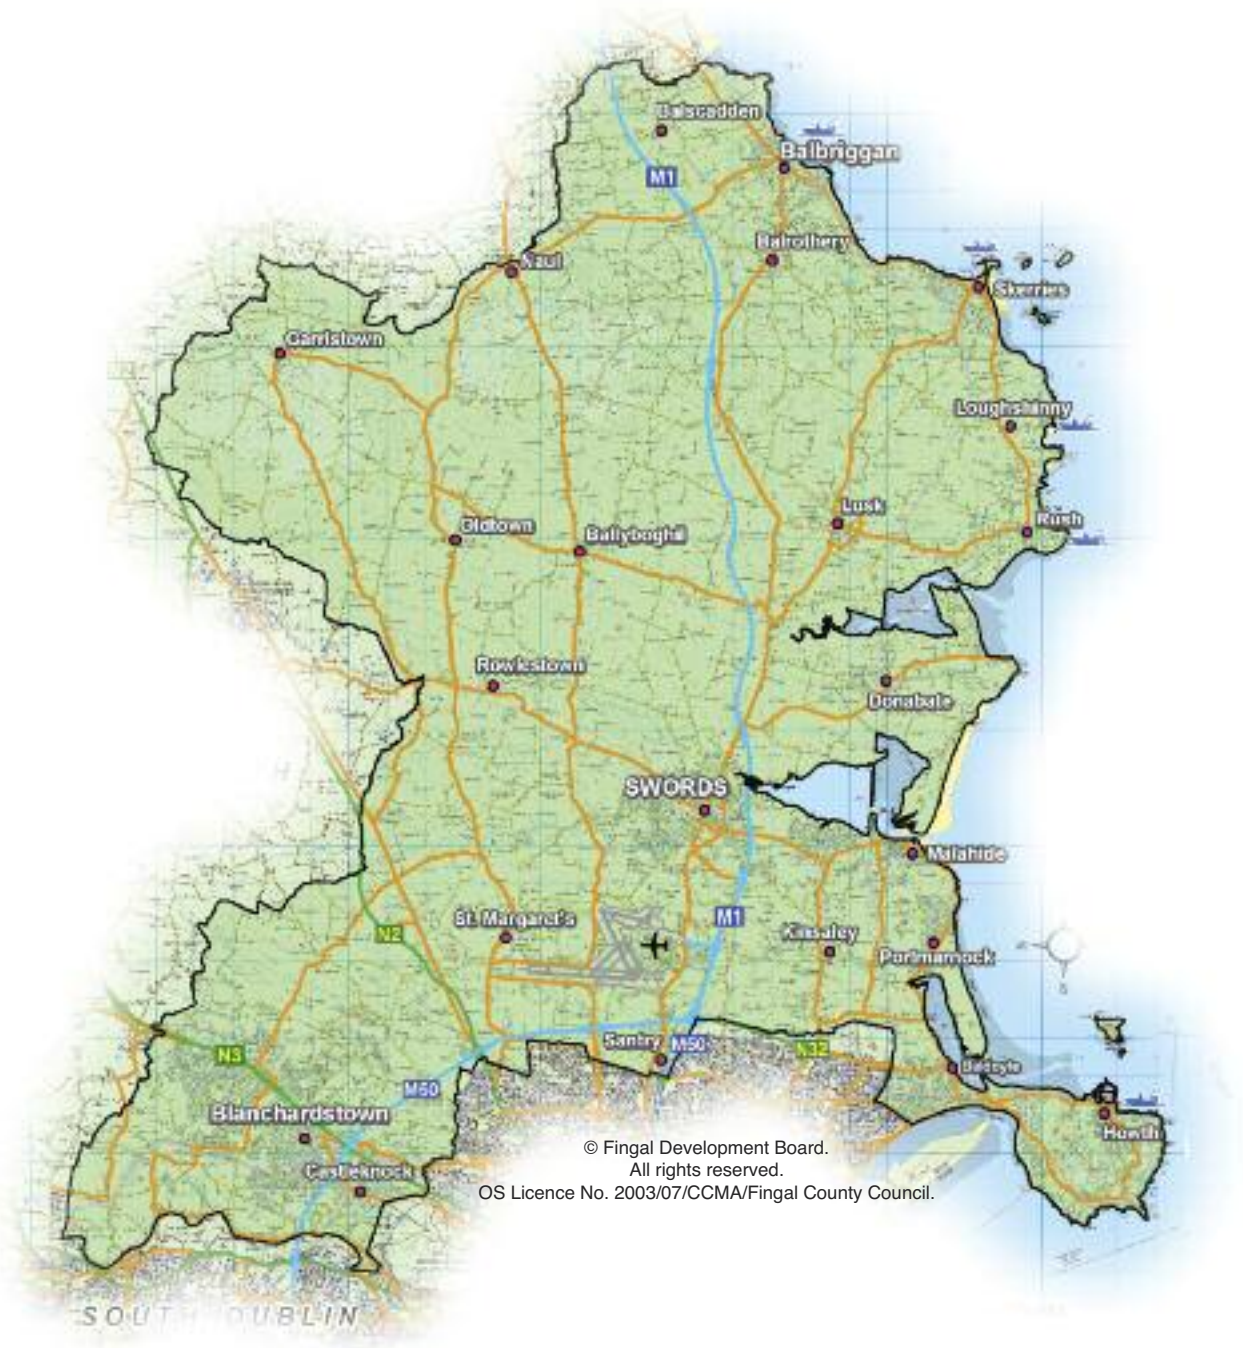 Balscadden
Balbriggan
M1
Balrothery
Naul
Skerries
Garristown
Loughshinny
Lusk
Rush
Oldtown
Ballyboghil
Rowlestown
Donabate
SWORDS
Malahide
M1
St. Margaret's
N2
Kinsaley
Portmarnock
Santry
M50
N32
N3
Baldoyle
M50
Blanchardstown
Howth
Castleknock
© Fingal Development Board.
All rights reserved.
OS Licence No. 2003/07/CCMA/Fingal County Council.
SOUTH DUBLIN